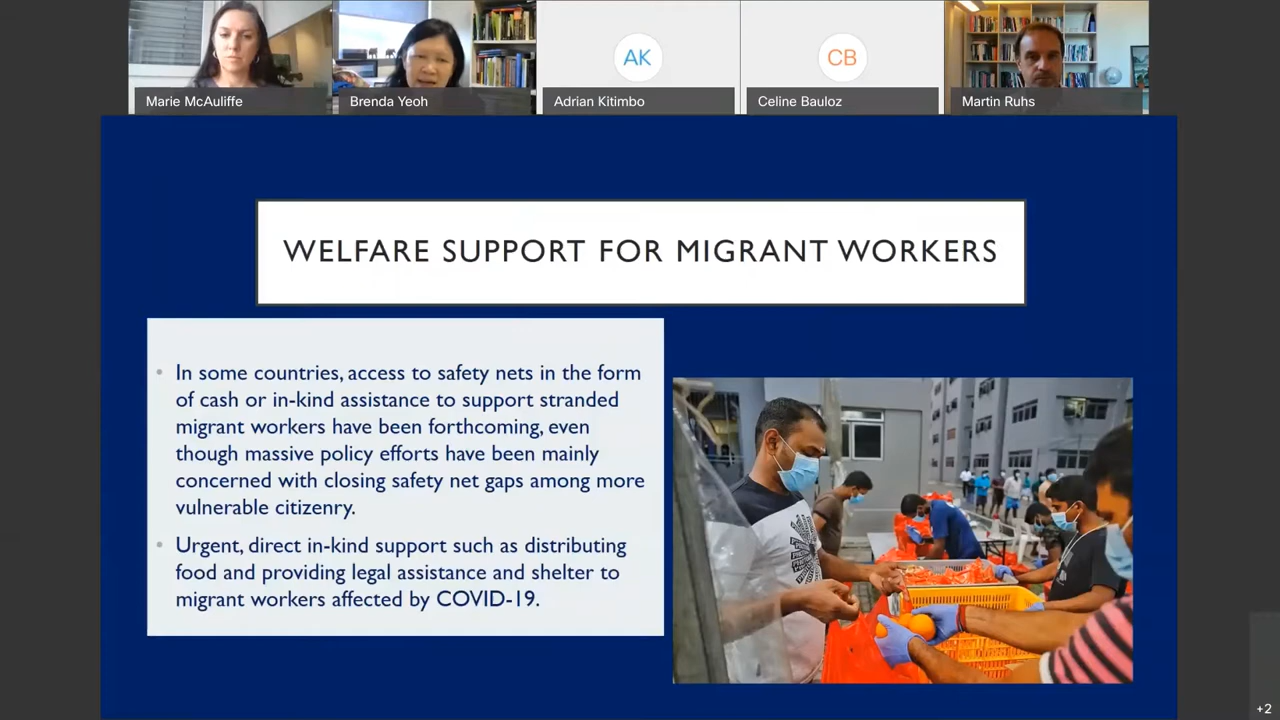 AK
CB
Marie McAuliffe
Brenda Yeoh
Adrian Kitimbo
Celine Bauloz
Martin Ruhs
WELFARE SUPPORT FOR MIGRANT WORKERS
• In some countries, access to safety nets in the form
of cash or in-kind assistance to support stranded
migrant workers have been forthcoming, even
though massive policy efforts have been mainly
concerned with closing safety net gaps among more
vulnerable citizenry.
• Urgent, direct in-kind support such as distributing
food and providing legal assistance and shelter to
migrant workers affected by COVID-19.
+2